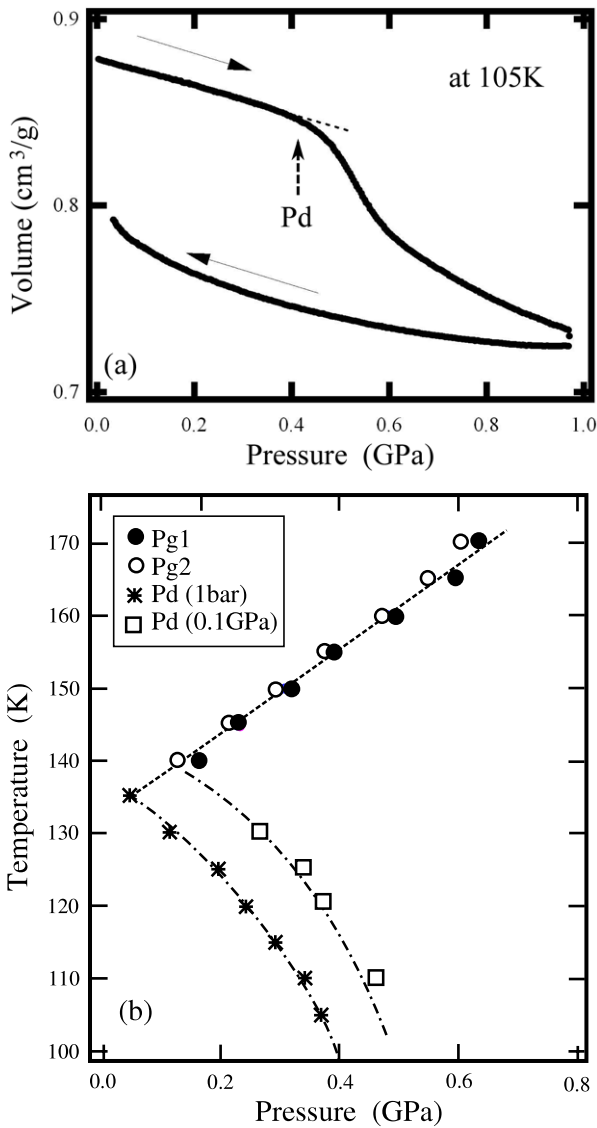 0.9
at 105K
Volume (cm³/g)
0.8
Pd
(a)
0.7
0.0 0.2 0.4 0.6 0.8 1.0
Pressure (GPa)
170
Pg1
Pg2
Pd (1bar)
Pd (0.1GPa)
160
150
Temperature (K)
140
130
120
110
(b)
100
0.0 0.2 0.4 0.6 0.8
Pressure (GPa)